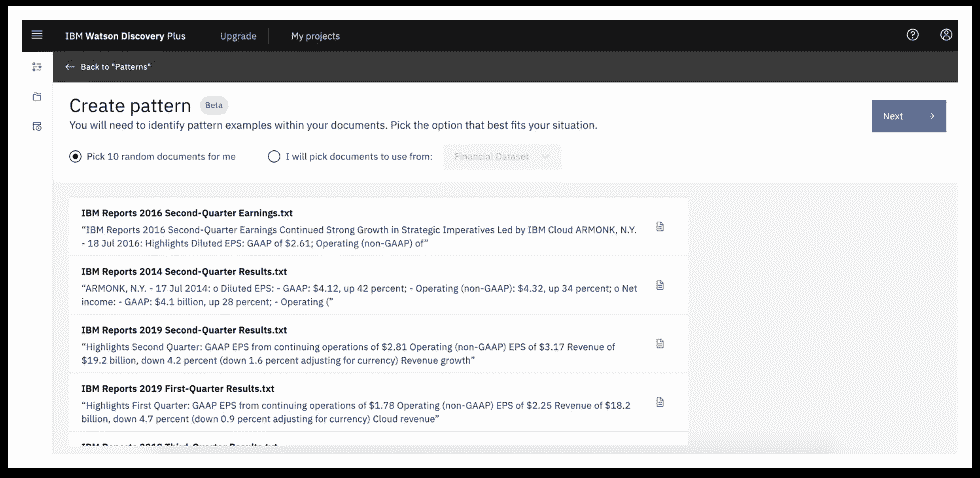 IBM Watson Discovery Plus Upgrade My projects
← Back to "Patterns"
Create pattern Beta
You will need to identify pattern examples within your documents. Pick the option that best fits your situation.
Next
Pick 10 random documents for me I will pick documents to use from: Financial Dataset
IBM Reports 2016 Second-Quarter Earnings.txt
“IBM Reports 2016 Second-Quarter Earnings Continued Strong Growth in Strategic Imperatives Led by IBM Cloud ARMONK, N.Y.
- 18 Jul 2016: Highlights Diluted EPS: GAAP of $2.61; Operating (non-GAAP) of”
IBM Reports 2014 Second-Quarter Results.txt
“ARMONK, N.Y. - 17 Jul 2014: o Diluted EPS: - GAAP: $4.12, up 42 percent; - Operating (non-GAAP): $4.32, up 34 percent; o Net
income: - GAAP: $4.1 billion, up 28 percent; - Operating (”
IBM Reports 2019 Second-Quarter Results.txt
“Highlights Second Quarter: GAAP EPS from continuing operations of $2.81 Operating (non-GAAP) EPS of $3.17 Revenue of
$19.2 billion, down 4.2 percent (down 1.6 percent adjusting for currency) Revenue growth”
IBM Reports 2019 First-Quarter Results.txt
“Highlights First Quarter: GAAP EPS from continuing operations of $1.78 Operating (non-GAAP) EPS of $2.25 Revenue of $18.2
billion, down 4.7 percent (down 0.9 percent adjusting for currency) Cloud revenue”